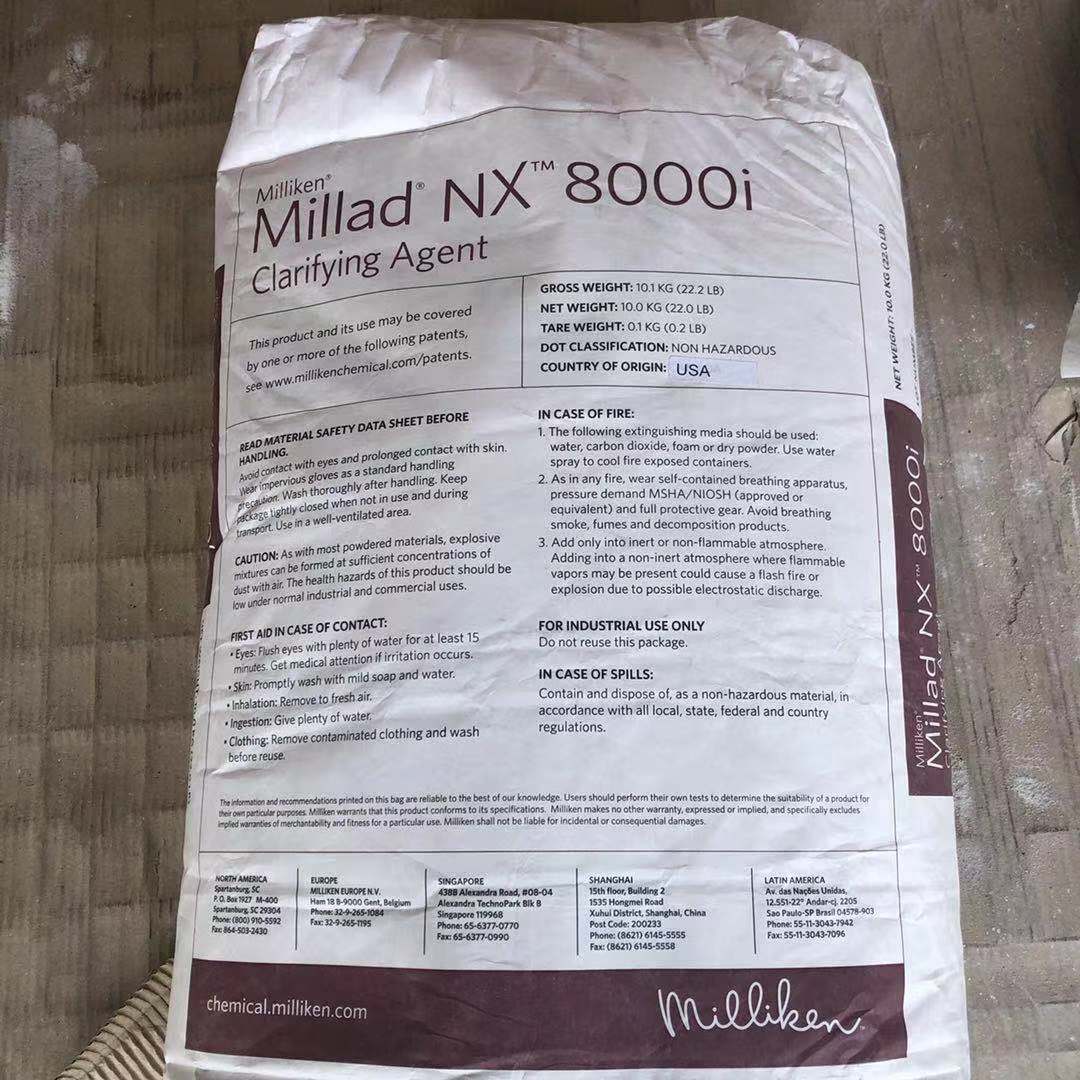 Milliken®
Millad® NX™ 8000i
Clarifying Agent
This product and its use may be covered
by one or more of the following patents,
see www.millikenchemical.com/patents.
GROSS WEIGHT: 10.1 KG (22.2 LB)
NET WEIGHT: 10.0 KG (22.0 LB)
TARE WEIGHT: 0.1 KG (0.2 LB)
DOT CLASSIFICATION: NON HAZARDOUS
COUNTRY OF ORIGIN: USA
READ MATERIAL SAFETY DATA SHEET BEFORE
HANDLING.
Avoid contact with eyes and prolonged contact with skin.
Wear impervious gloves as a standard handling
precaution. Wash thoroughly after handling. Keep
package tightly closed when not in use and during
transport. Use in a well-ventilated area.
CAUTION: As with most powdered materials, explosive
mixtures can be formed at sufficient concentrations of
dust with air. The health hazards of this product should be
low under normal industrial and commercial uses.
FIRST AID IN CASE OF CONTACT:
• Eyes: Flush eyes with plenty of water for at least 15
minutes. Get medical attention if irritation occurs.
• Skin: Promptly wash with mild soap and water.
• Inhalation: Remove to fresh air.
• Ingestion: Give plenty of water.
• Clothing: Remove contaminated clothing and wash
before reuse.
IN CASE OF FIRE:
1. The following extinguishing media should be used:
water, carbon dioxide, foam or dry powder. Use water
spray to cool fire exposed containers.
2. As in any fire, wear self-contained breathing apparatus,
pressure demand MSHA/NIOSH (approved or
equivalent) and full protective gear. Avoid breathing
smoke, fumes and decomposition products.
3. Add only into inert or non-flammable atmosphere.
Adding into a non-inert atmosphere where flammable
vapors may be present could cause a flash fire or
explosion due to possible electrostatic discharge.
FOR INDUSTRIAL USE ONLY
Do not reuse this package.
IN CASE OF SPILLS:
Contain and dispose of, as a non-hazardous material, in
accordance with all local, state, federal and country
regulations.
The information and recommendations printed on this bag are reliable to the best of our knowledge. Users should perform their own tests to determine the suitability of a product for
their own particular purposes. Milliken warrants that this product conforms to its specifications. Milliken makes no other warranty, expressed or implied, and specifically excludes
implied warranties of merchantability and fitness for a particular use. Milliken shall not be liable for incidental or consequential damages.
NORTH AMERICA
Spartanburg, SC
P.O. Box 1927 M-400
Spartanburg, SC 29304
Phone: (800) 910-5592
Fax: 864-503-2430
EUROPE
MILLIKEN EUROPE N.V.
Ham 18 B-9000 Gent, Belgium
Phone: 32-9-265-1084
Fax: 32-9-265-1195
SINGAPORE
438B Alexandra Road, #08-04
Alexandra TechnoPark Blk B
Singapore 119968
Phone: 65-6377-0770
Fax: 65-6377-0990
SHANGHAI
15th floor, Building 2
1535 Hongmei Road
Xuhui District, Shanghai, China
Post Code: 200233
Phone: (8621) 6145-5555
Fax: (8621) 6145-5558
LATIN AMERICA
Av. das Nações Unidas,
12.551-22° Andar-cj. 2205
Sao Paulo-SP Brasil 04578-903
Phone: 55-11-3043-7942
Fax: 55-11-3043-7096
chemical.milliken.com
Milliken™
NET WEIGHT: 10.0 KG (22.0 LB)
Milliken®
Millad® NX™ 8000i